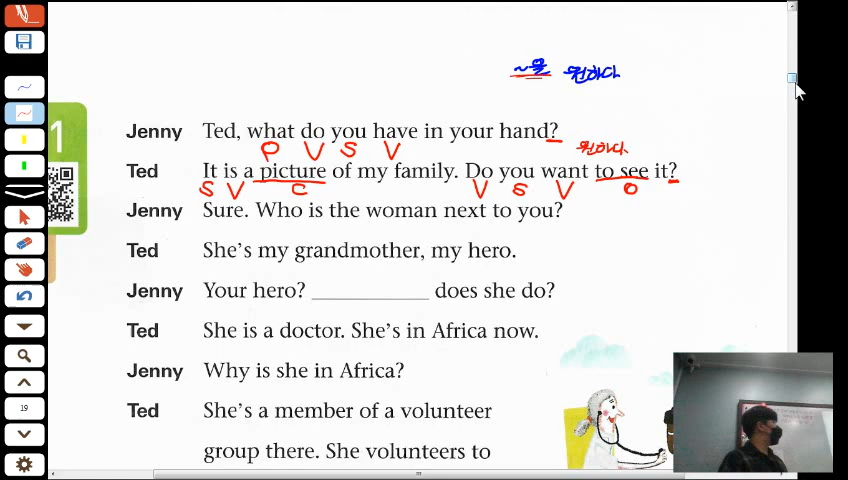 ~을 원하다
1
Jenny Ted, what do you have in your hand?
P V S V 원하다
Ted It is a picture of my family. Do you want to see it?
S V C V S V O
Jenny Sure. Who is the woman next to you?
Ted She's my grandmother, my hero.
Jenny Your hero? __________ does she do?
Ted She is a doctor. She's in Africa now.
Jenny Why is she in Africa?
Ted She's a member of a volunteer
group there. She volunteers to
19